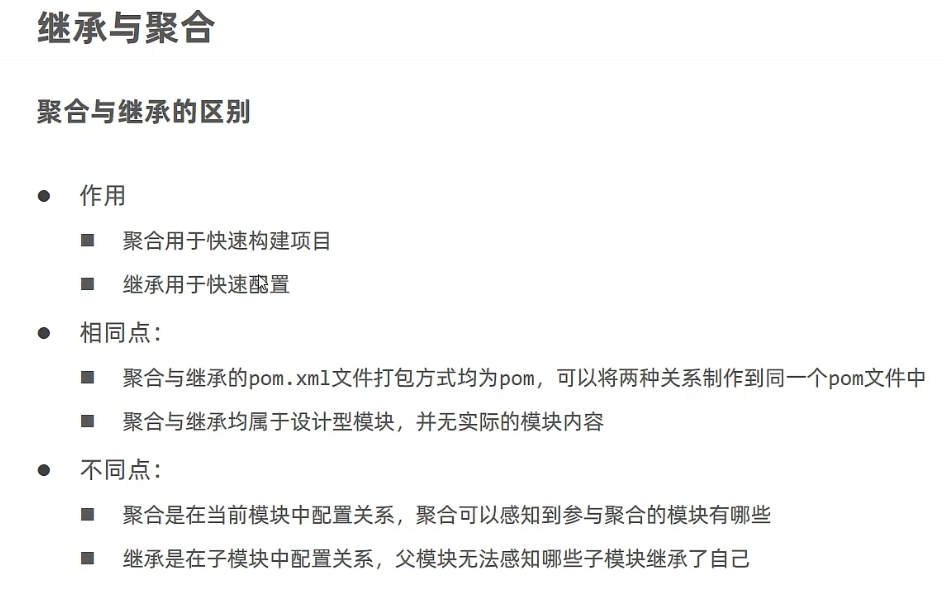 继承与聚合
聚合与继承的区别
● 作用
■ 聚合用于快速构建项目
■ 继承用于快速配置
● 相同点：
■ 聚合与继承的pom.xml文件打包方式均为pom，可以将两种关系制作到同一个pom文件中
■ 聚合与继承均属于设计型模块，并无实际的模块内容
● 不同点：
■ 聚合是在当前模块中配置关系，聚合可以感知到参与聚合的模块有哪些
■ 继承是在子模块中配置关系，父模块无法感知哪些子模块继承了自己